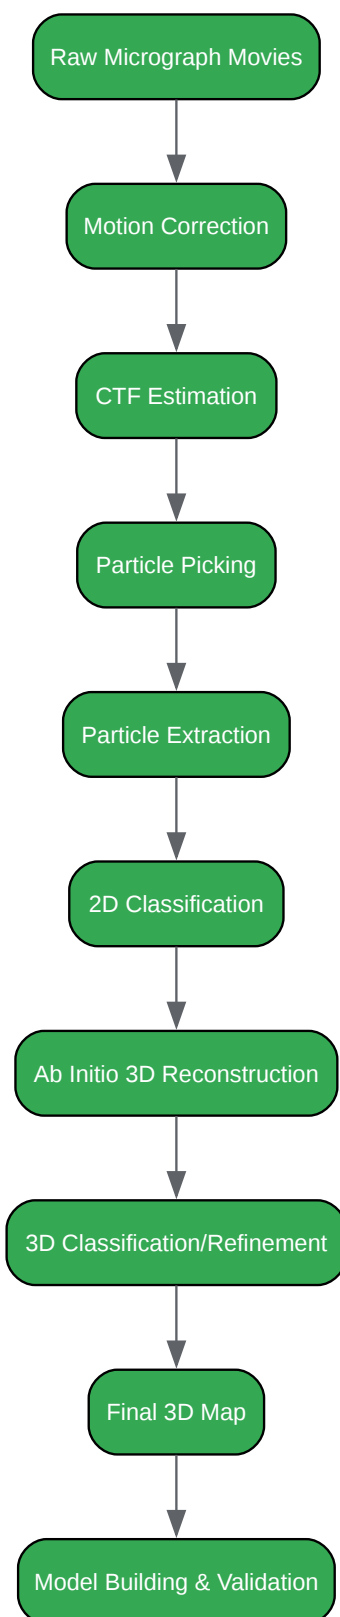 Raw Micrograph Movies
Motion Correction
CTF Estimation
Particle Picking
Particle Extraction
2D Classification
Ab Initio 3D Reconstruction
3D Classification/Refinement
Final 3D Map
Model Building & Validation